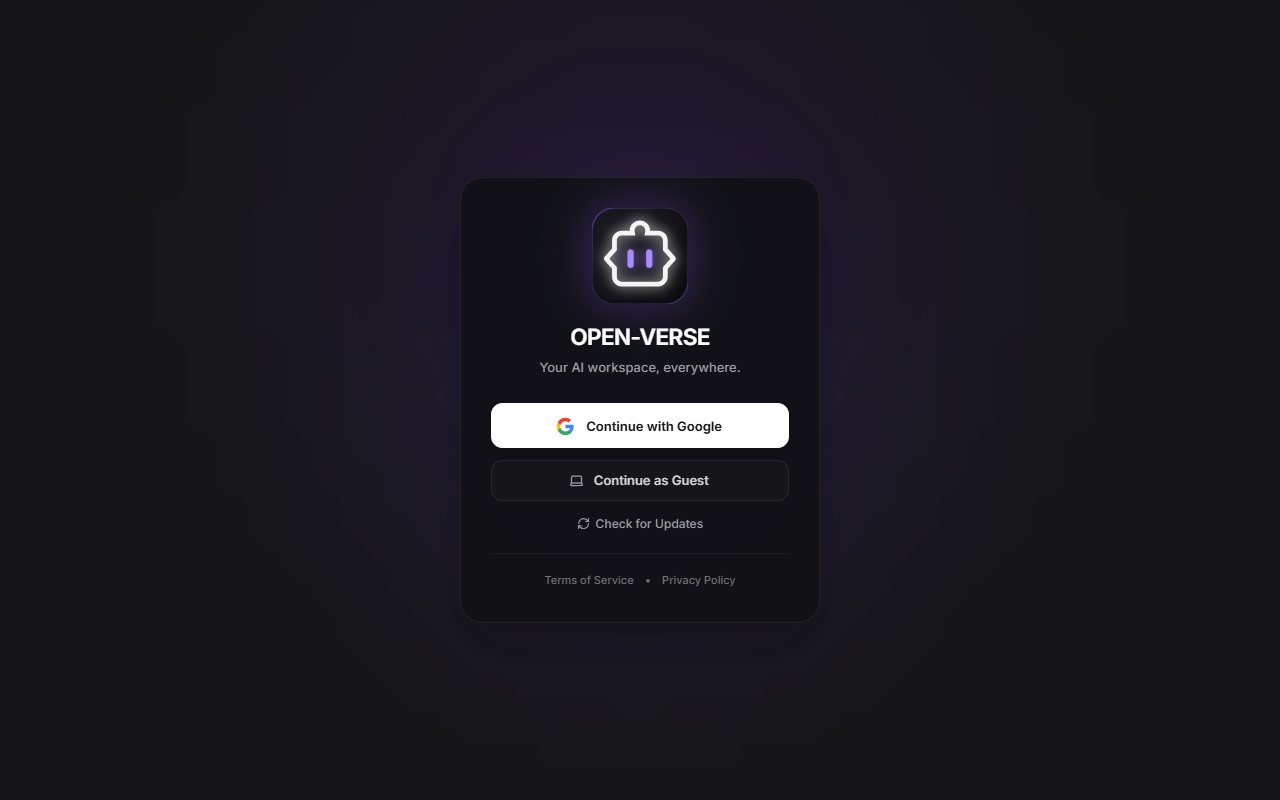 OPEN-VERSE
Your AI workspace, everywhere.
Continue with Google
Continue as Guest
Check for Updates
Terms of Service • Privacy Policy